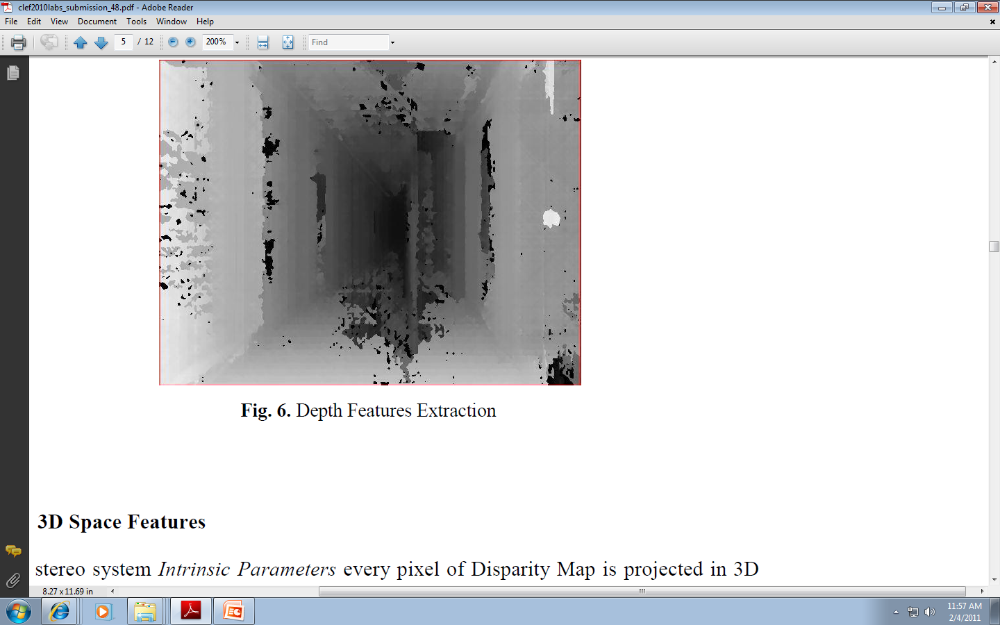 clef2010labs_submission_48.pdf - Adobe Reader
File Edit View Document Tools Window Help
5 / 12 200% Find
Fig. 6. Depth Features Extraction
3D Space Features
stereo system Intrinsic Parameters every pixel of Disparity Map is projected in 3D
8.27 x 11.69 in
11:57 AM
2/4/2011